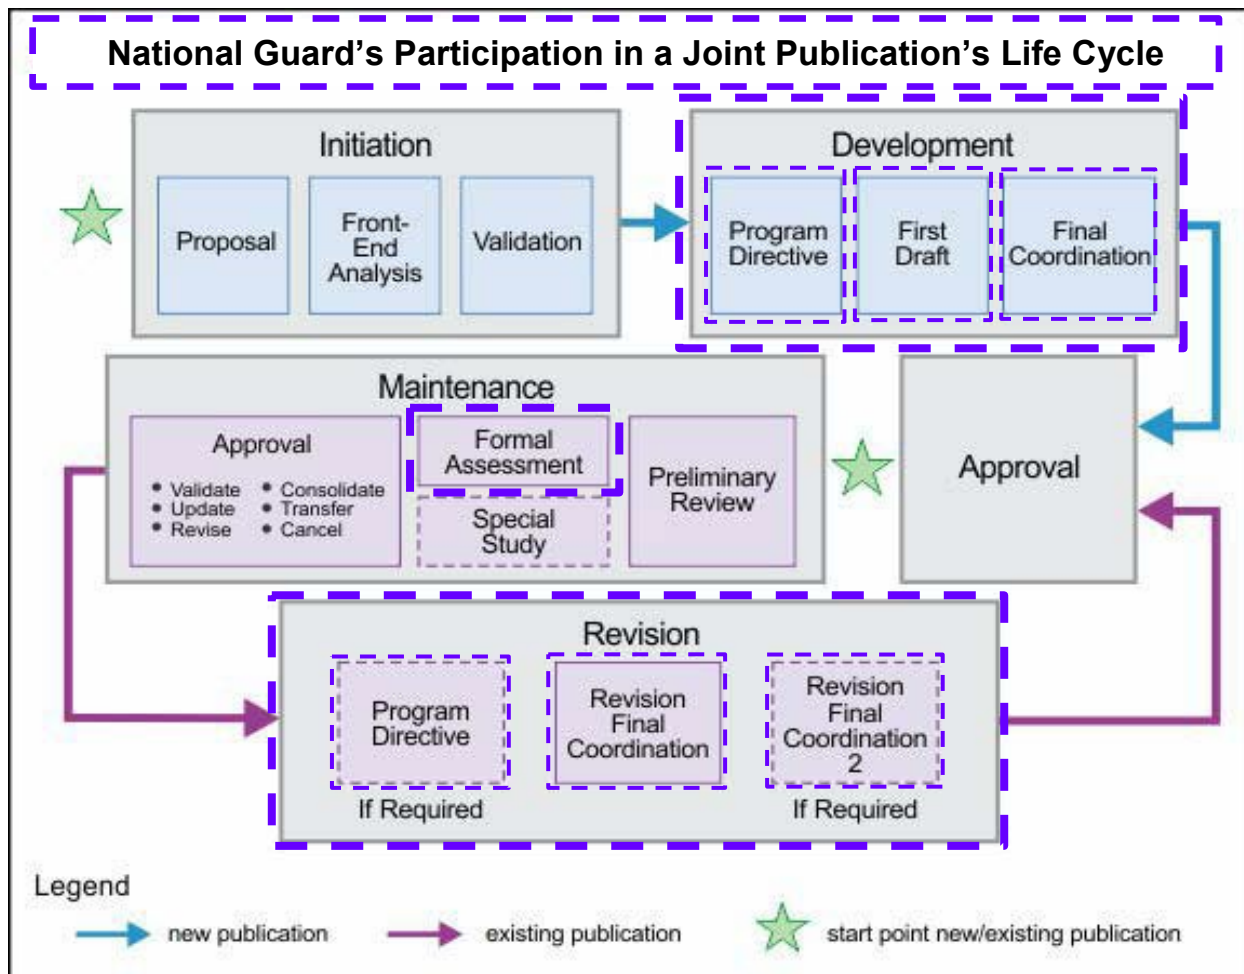 National Guard's Participation in a Joint Publication's Life Cycle
Initiation
Proposal
Front-
End
Analysis
Validation
Development
Program
Directive
First
Draft
Final
Coordination
Maintenance
Approval
• Validate
• Update
• Revise
• Consolidate
• Transfer
• Cancel
Formal
Assessment
Special
Study
Preliminary
Review
Approval
Revision
Program
Directive
If Required
Revision
Final
Coordination
Revision
Final
Coordination
2
If Required
Legend
new publication
existing publication
start point new/existing publication